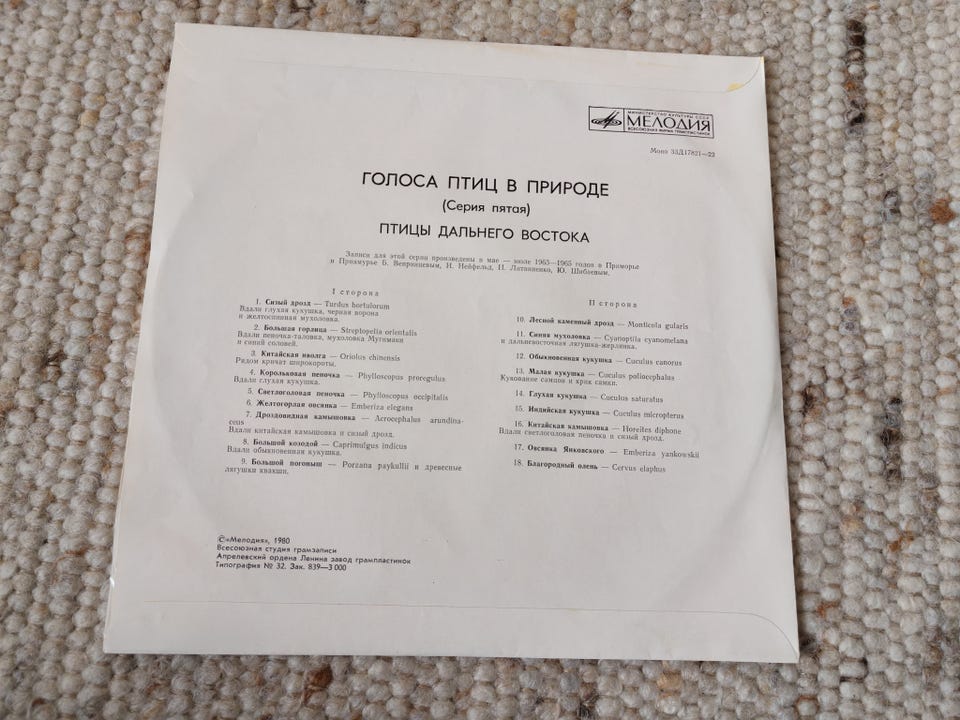 МИНИСТЕРСТВО КУЛЬТУРЫ СССР
МЕЛОДИЯ
ВСЕСОЮЗНАЯ ФИРМА ГРАМПЛАСТИНОК
Моно 33Д17821—22
ГОЛОСА ПТИЦ В ПРИРОДЕ
(Серия пятая)
ПТИЦЫ ДАЛЬНЕГО ВОСТОКА
Записи для этой серии произведены в мае — июле 1963—1965 годов в Приморье
и Приамурье Б. Вепринцевым, И. Нейфельд, Н. Литвиненко, Ю. Шибаевым.
I сторона
1. Сизый дрозд — Turdus hortulorum
Вдали глухая кукушка, черная ворона
и желтоспинная мухоловка.
2. Большая горлица — Streptopelia orientalis
Вдали пеночка-таловка, мухоловка Мугимаки
и синий соловей.
3. Китайская иволга — Oriolus chinensis
Рядом кричат широкороты.
4. Корольковая пеночка — Phylloscopus proregulus
Вдали глухая кукушка.
5. Светлоголовая пеночка — Phylloscopus occipitalis
6. Желтогорлая овсянка — Emberiza elegans
7. Дроздовидная камышовка — Acrocephalus arundina-
ceus
Вдали китайская камышовка и сизый дрозд.
8. Большой козодой — Caprimulgus indicus
Вдали обыкновенная кукушка.
9. Большой погоныш — Porzana paykullii и древесные
лягушки квакши.
II сторона
10. Лесной каменный дрозд — Monticola gularis
11. Синяя мухоловка — Cyanoptila cyanomelana
и дальневосточная лягушка-жерлянка.
12. Обыкновенная кукушка — Cuculus canorus
13. Малая кукушка — Cuculus poliocephalus
Кукование самцов и крик самки.
14. Глухая кукушка — Cuculus saturatus
15. Индийская кукушка — Cuculus micropterus
16. Китайская камышовка — Horeites diphone
Вдали светлоголовая пеночка и сизый дрозд.
17. Овсянка Янковского — Emberiza yankowskii
18. Благородный олень — Cervus elaphus
©«Мелодия», 1980
Всесоюзная студия грамзаписи
Апрелевский ордена Ленина завод грампластинок
Типография № 32. Зак. 839—3 000